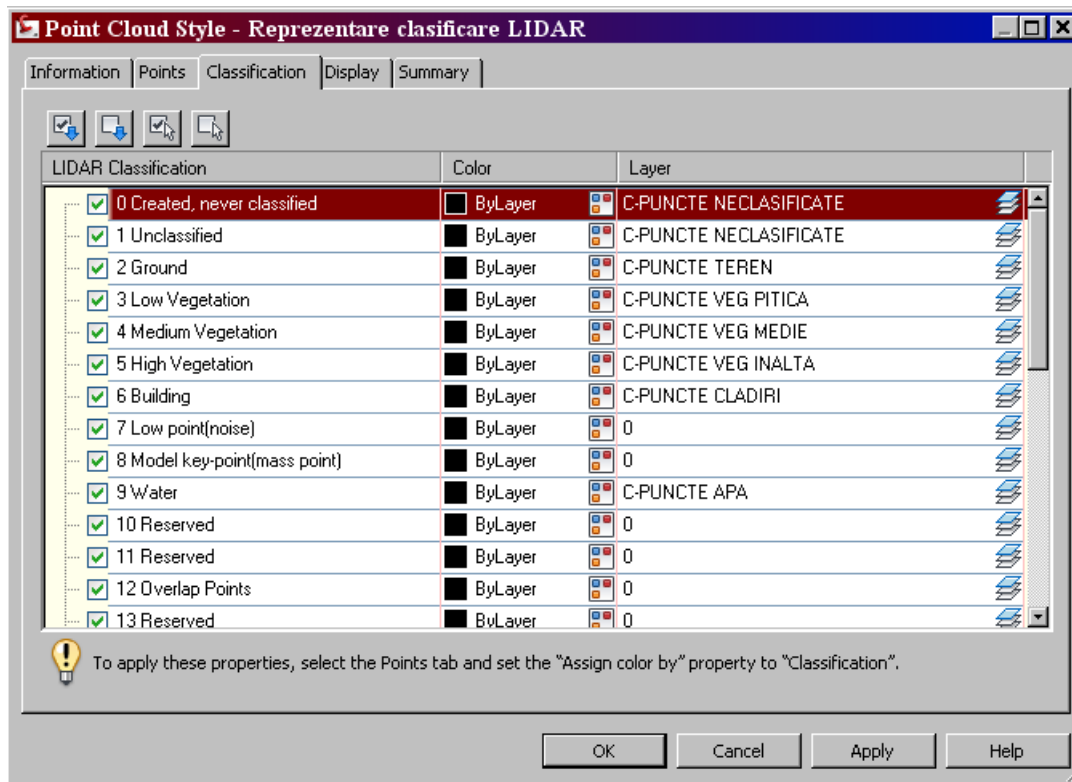 Point Cloud Style - Reprezentare clasificare LIDAR
Information Points Classification Display Summary
LIDAR Classification Color Layer
0 Created, never classified ByLayer C-PUNCTE NECLASIFICATE
1 Unclassified ByLayer C-PUNCTE NECLASIFICATE
2 Ground ByLayer C-PUNCTE TEREN
3 Low Vegetation ByLayer C-PUNCTE VEG PITICA
4 Medium Vegetation ByLayer C-PUNCTE VEG MEDIE
5 High Vegetation ByLayer C-PUNCTE VEG INALTA
6 Building ByLayer C-PUNCTE CLADIRI
7 Low point(noise) ByLayer 0
8 Model key-point(mass point) ByLayer 0
9 Water ByLayer C-PUNCTE APA
10 Reserved ByLayer 0
11 Reserved ByLayer 0
12 Overlap Points ByLayer 0
13 Reserved ByLayer 0
To apply these properties, select the Points tab and set the "Assign color by" property to "Classification".
OK Cancel Apply Help